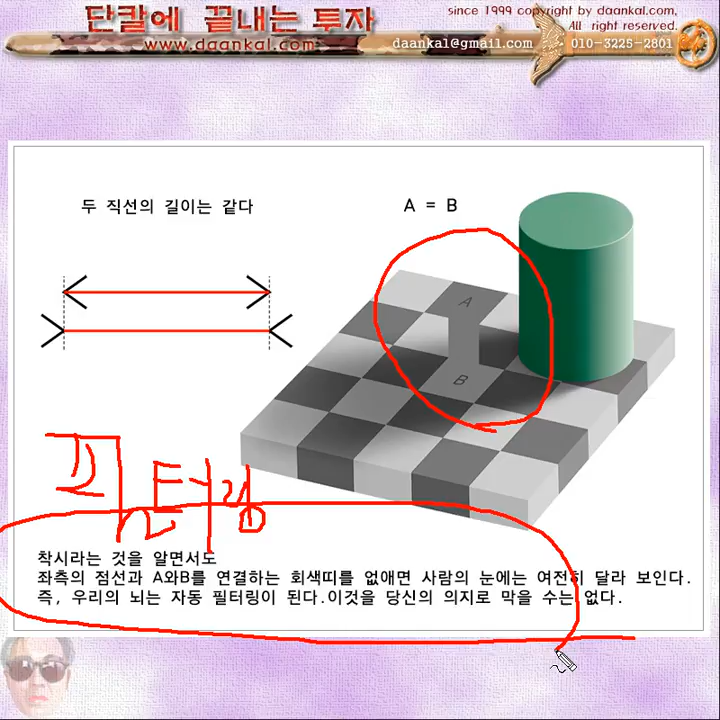 단칼에 끝내는 투자
www.daankal.com
since 1999 copyright by daankal.com,
All rights reserved.
daankal@gmail.com
010-3225-2801
두 직선의 길이는 같다
A = B
A
B
필터링
착시라는 것을 알면서도
좌측의 점선과 A와B를 연결하는 회색띠를 없애면 사람의 눈에는 여전히 달라 보인다.
즉, 우리의 뇌는 자동 필터링이 된다.이것을 당신의 의지로 막을 수는 없다.